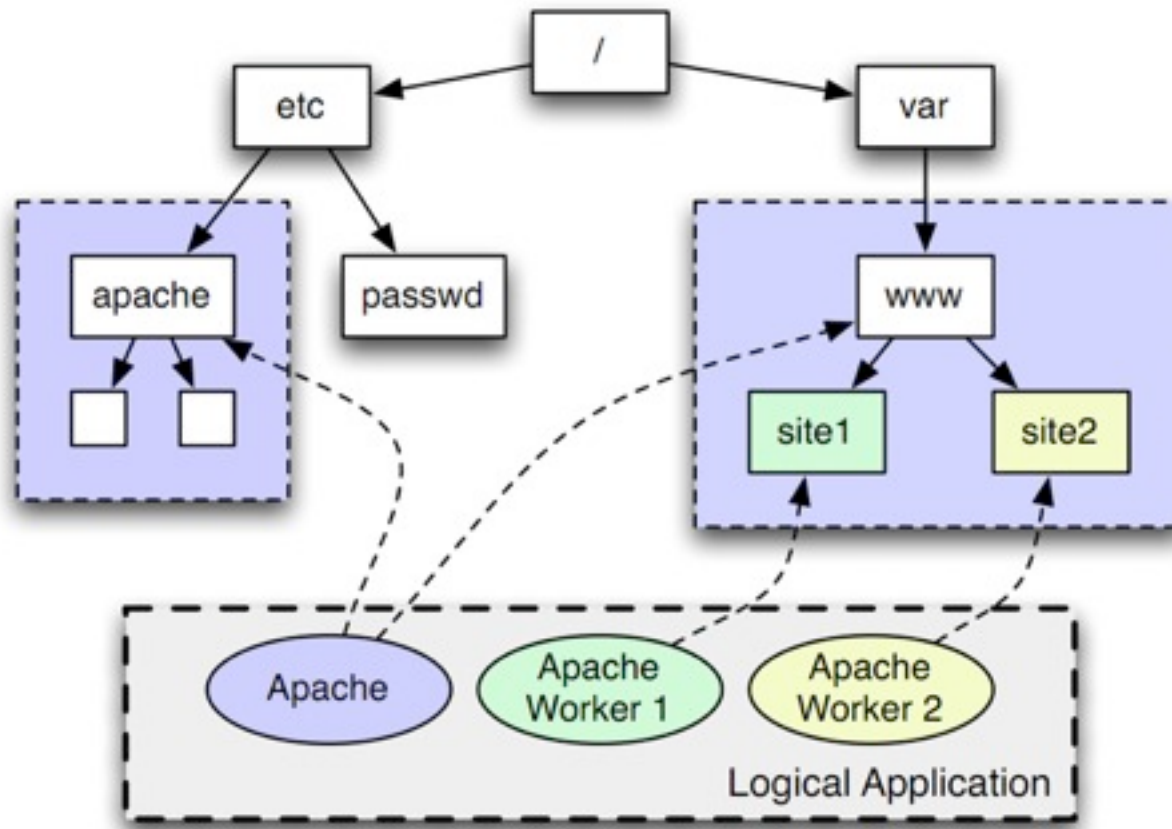 /
etc
var
apache
passwd
www
site1
site2
Apache
Apache
Worker 1
Apache
Worker 2
Logical Application